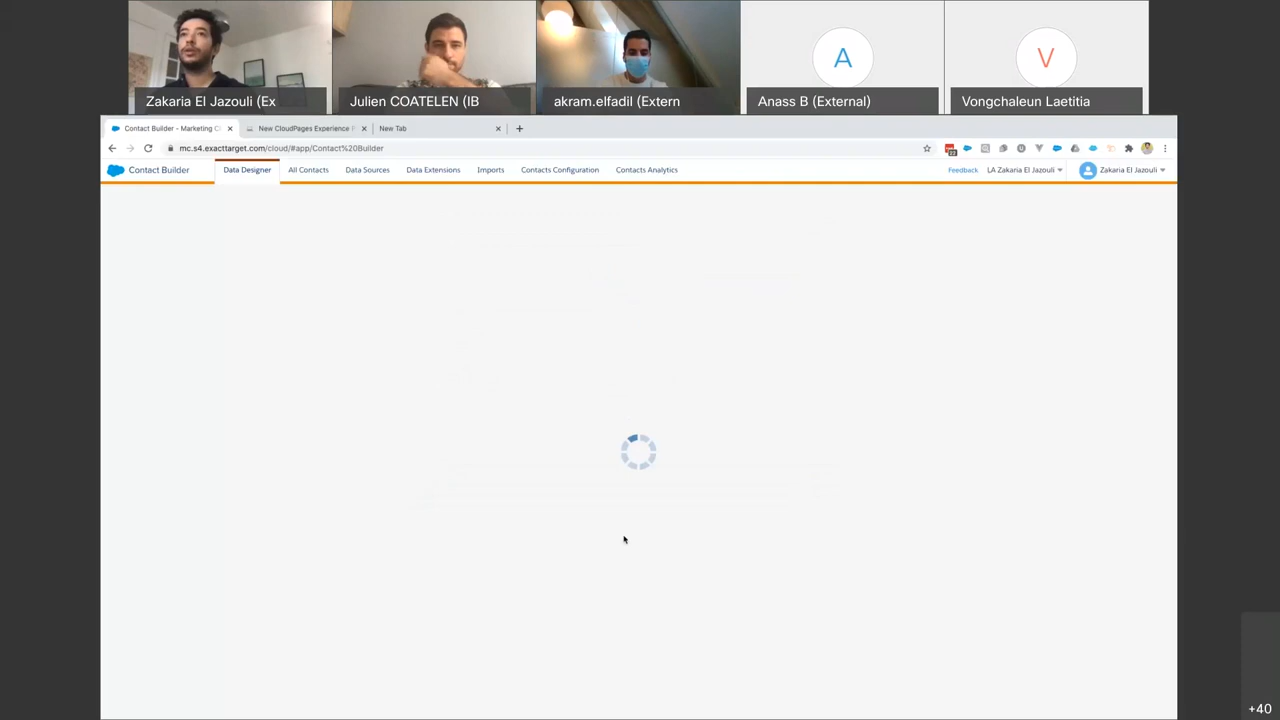 A
V
Zakaria El Jazouli (Ex
Julien COATELEN (IB
akram.elfadil (Extern
Anass B (External)
Vongchaleun Laetitia
Contact Builder - Marketing C
New CloudPages Experience F
New Tab
mc.s4.exacttarget.com/cloud/#app/Contact%20Builder
Contact Builder
Data Designer
All Contacts
Data Sources
Data Extensions
Imports
Contacts Configuration
Contacts Analytics
Feedback
LA Zakaria El Jazouli
Zakaria El Jazouli
+40